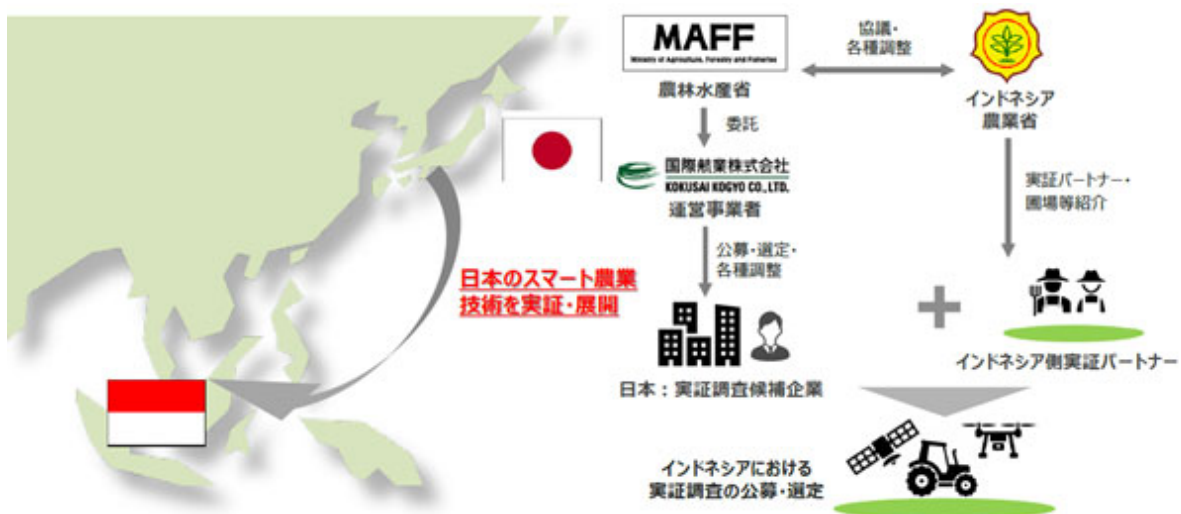 MAFF
Ministry of Agriculture, Forestry and Fisheries
農林水産省
協議・
各種調整
インドネシア
農業省
委託
国際航業株式会社
KOKUSAI KOGYO CO., LTD.
運営事業者
実証パートナー・
圃場等紹介
公募・選定・
各種調整
日本のスマート農業
技術を実証・展開
日本：実証調査候補企業
インドネシア側実証パートナー
インドネシアにおける
実証調査の公募・選定